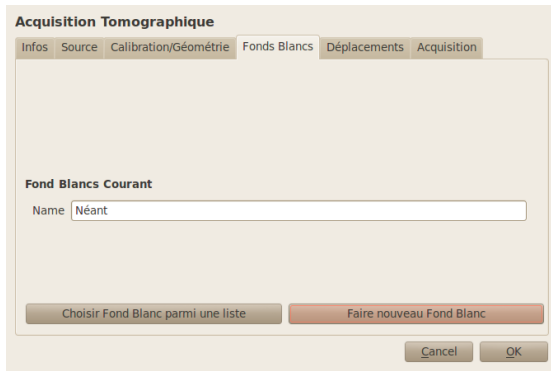 Acquisition Tomographique
Infos Source Calibration/Géométrie Fonds Blancs Déplacements Acquisition
Fond Blancs Courant
Name Néant
Choisir Fond Blanc parmi une liste Faire nouveau Fond Blanc
Cancel OK